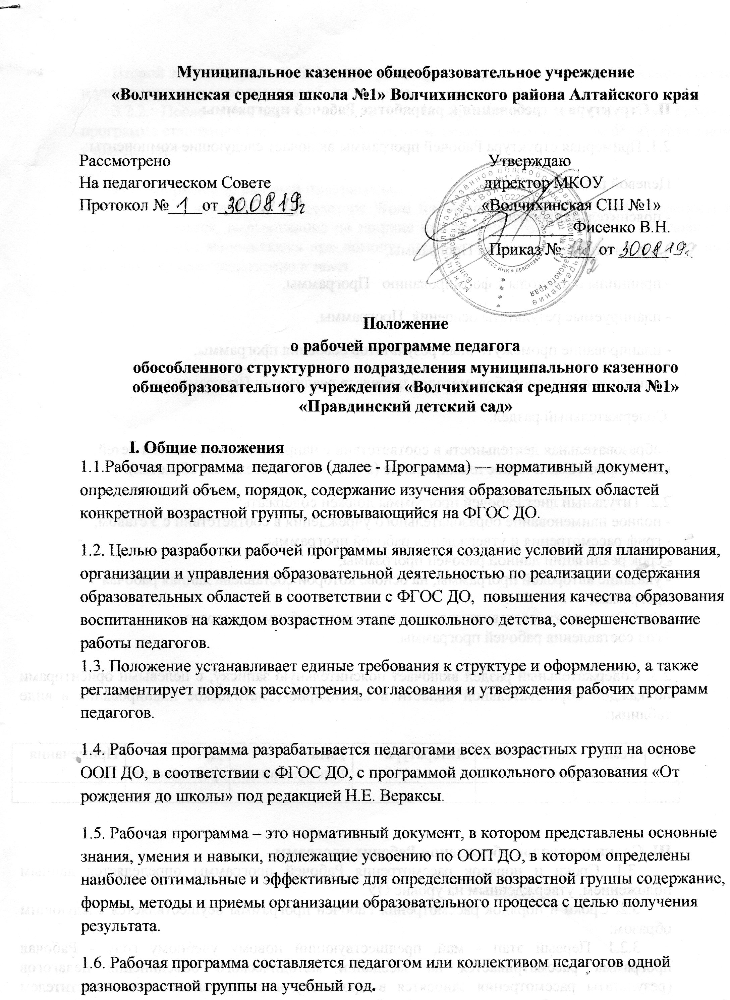 Муниципальное казенное общеобразовательное учреждение
«Волчихинская средняя школа №1» Волчихинского района Алтайского края
Рассмотрено
На педагогическом Совете
Протокол № 1 от 30.08.19г
Утверждаю
директор МКОУ
«Волчихинская СШ №1»
Фисенко В.Н.
Приказ № от 300819г.
Положение
о рабочей программе педагога
обособленного структурного подразделения муниципального казенного
общеобразовательного учреждения «Волчихинская средняя школа №1»
«Правдинский детский сад»
I. Общие положения
1.1.Рабочая программа педагогов (далее - Программа) — нормативный документ,
определяющий объем, порядок, содержание изучения образовательных областей
конкретной возрастной группы, основывающийся на ФГОС ДО.
1.2. Целью разработки рабочей программы является создание условий для планирования,
организации и управления образовательной деятельностью по реализации содержания
образовательных областей в соответствии с ФГОС ДО, повышения качества образования
воспитанников на каждом возрастном этапе дошкольного детства, совершенствование
работы педагогов.
1.3. Положение устанавливает единые требования к структуре и оформлению, а также
регламентирует порядок рассмотрения, согласования и утверждения рабочих программ
педагогов.
1.4. Рабочая программа разрабатывается педагогами всех возрастных групп на основе
ООП ДО, в соответствии с ФГОС ДО, с программой дошкольного образования «От
рождения до школы» под редакцией Н.Е. Вераксы.
1.5. Рабочая программа – это нормативный документ, в котором представлены основные
знания, умения и навыки, подлежащие усвоению по ООП ДО, в котором определены
наиболее оптимальные и эффективные для определенной возрастной группы содержание,
формы, методы и приемы организации образовательного процесса с целью получения
результата.
1.6. Рабочая программа составляется педагогом или коллективом педагогов одной
разновозрастной группы на учебный год.